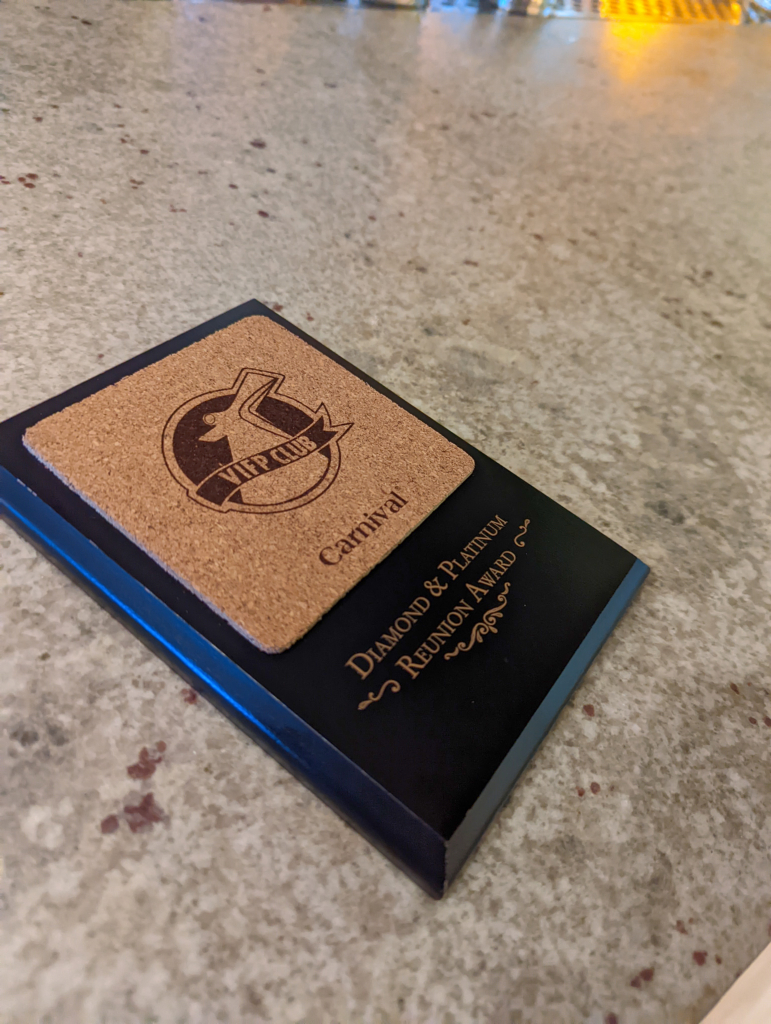 VIFP CLUB
Carnival
DIAMOND & PLATINUM
REUNION AWARD